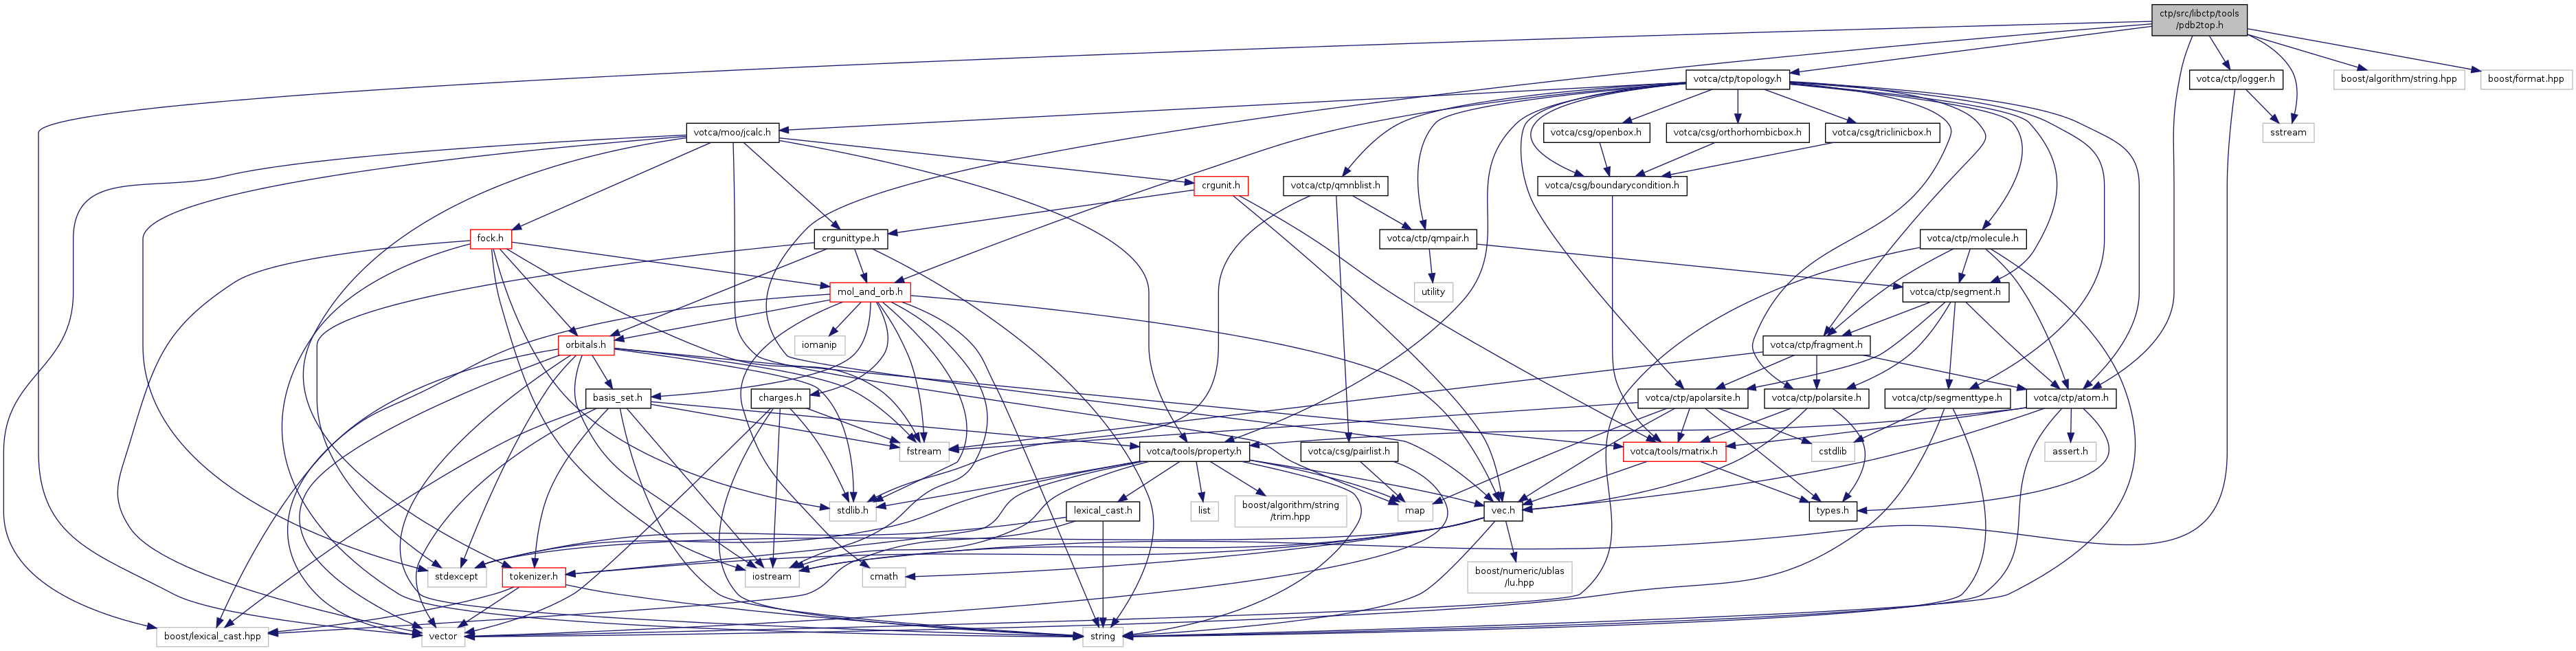 ctp/src/libctp/tools
/pdb2top.h
votca/ctp/topology.h
votca/ctp/logger.h
boost/algorithm/string.hpp
boost/format.hpp
votca/moo/jcalc.h
votca/csg/openbox.h
votca/csg/orthorhombicbox.h
votca/csg/triclinicbox.h
sstream
crgunit.h
votca/ctp/qmnblist.h
votca/csg/boundarycondition.h
fock.h
crgunittype.h
votca/ctp/qmpair.h
votca/ctp/molecule.h
mol_and_orb.h
utility
votca/ctp/segment.h
orbitals.h
iomanip
votca/ctp/fragment.h
basis_set.h
charges.h
votca/ctp/apolarsite.h
votca/ctp/polarsite.h
votca/ctp/segmenttype.h
votca/ctp/atom.h
fstream
votca/tools/property.h
votca/csg/pairlist.h
votca/tools/matrix.h
cstdlib
assert.h
stdlib.h
lexical_cast.h
list
boost/algorithm/string
/trim.hpp
map
vec.h
types.h
stdexcept
tokenizer.h
iostream
cmath
boost/numeric/ublas
/lu.hpp
boost/lexical_cast.hpp
vector
string